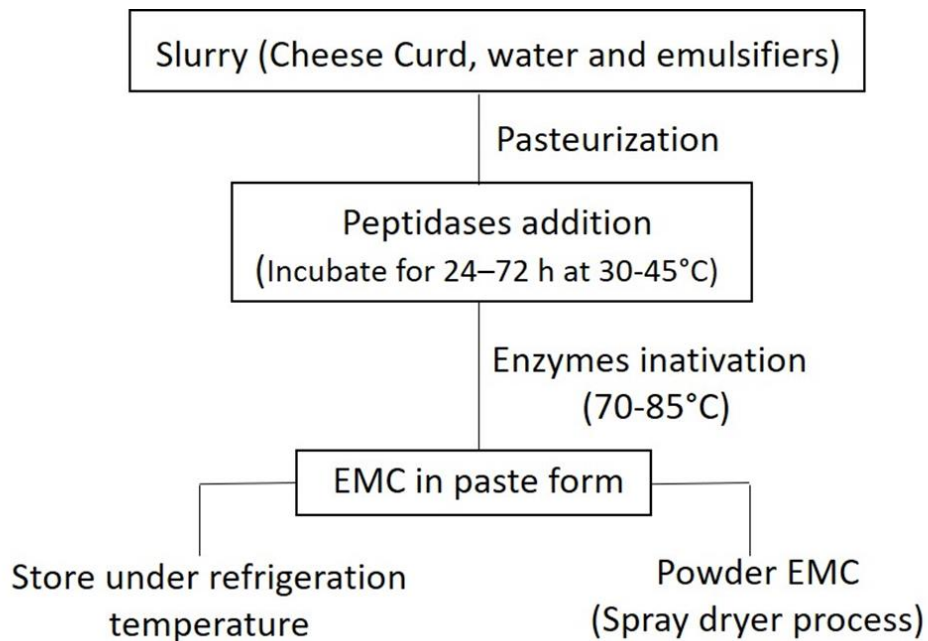 Slurry (Cheese Curd, water and emulsifiers)
Pasteurization
Peptidases addition
(Incubate for 24–72 h at 30-45°C)
Enzymes inativation
(70-85°C)
EMC in paste form
Store under refrigeration
temperature
Powder EMC
(Spray dryer process)